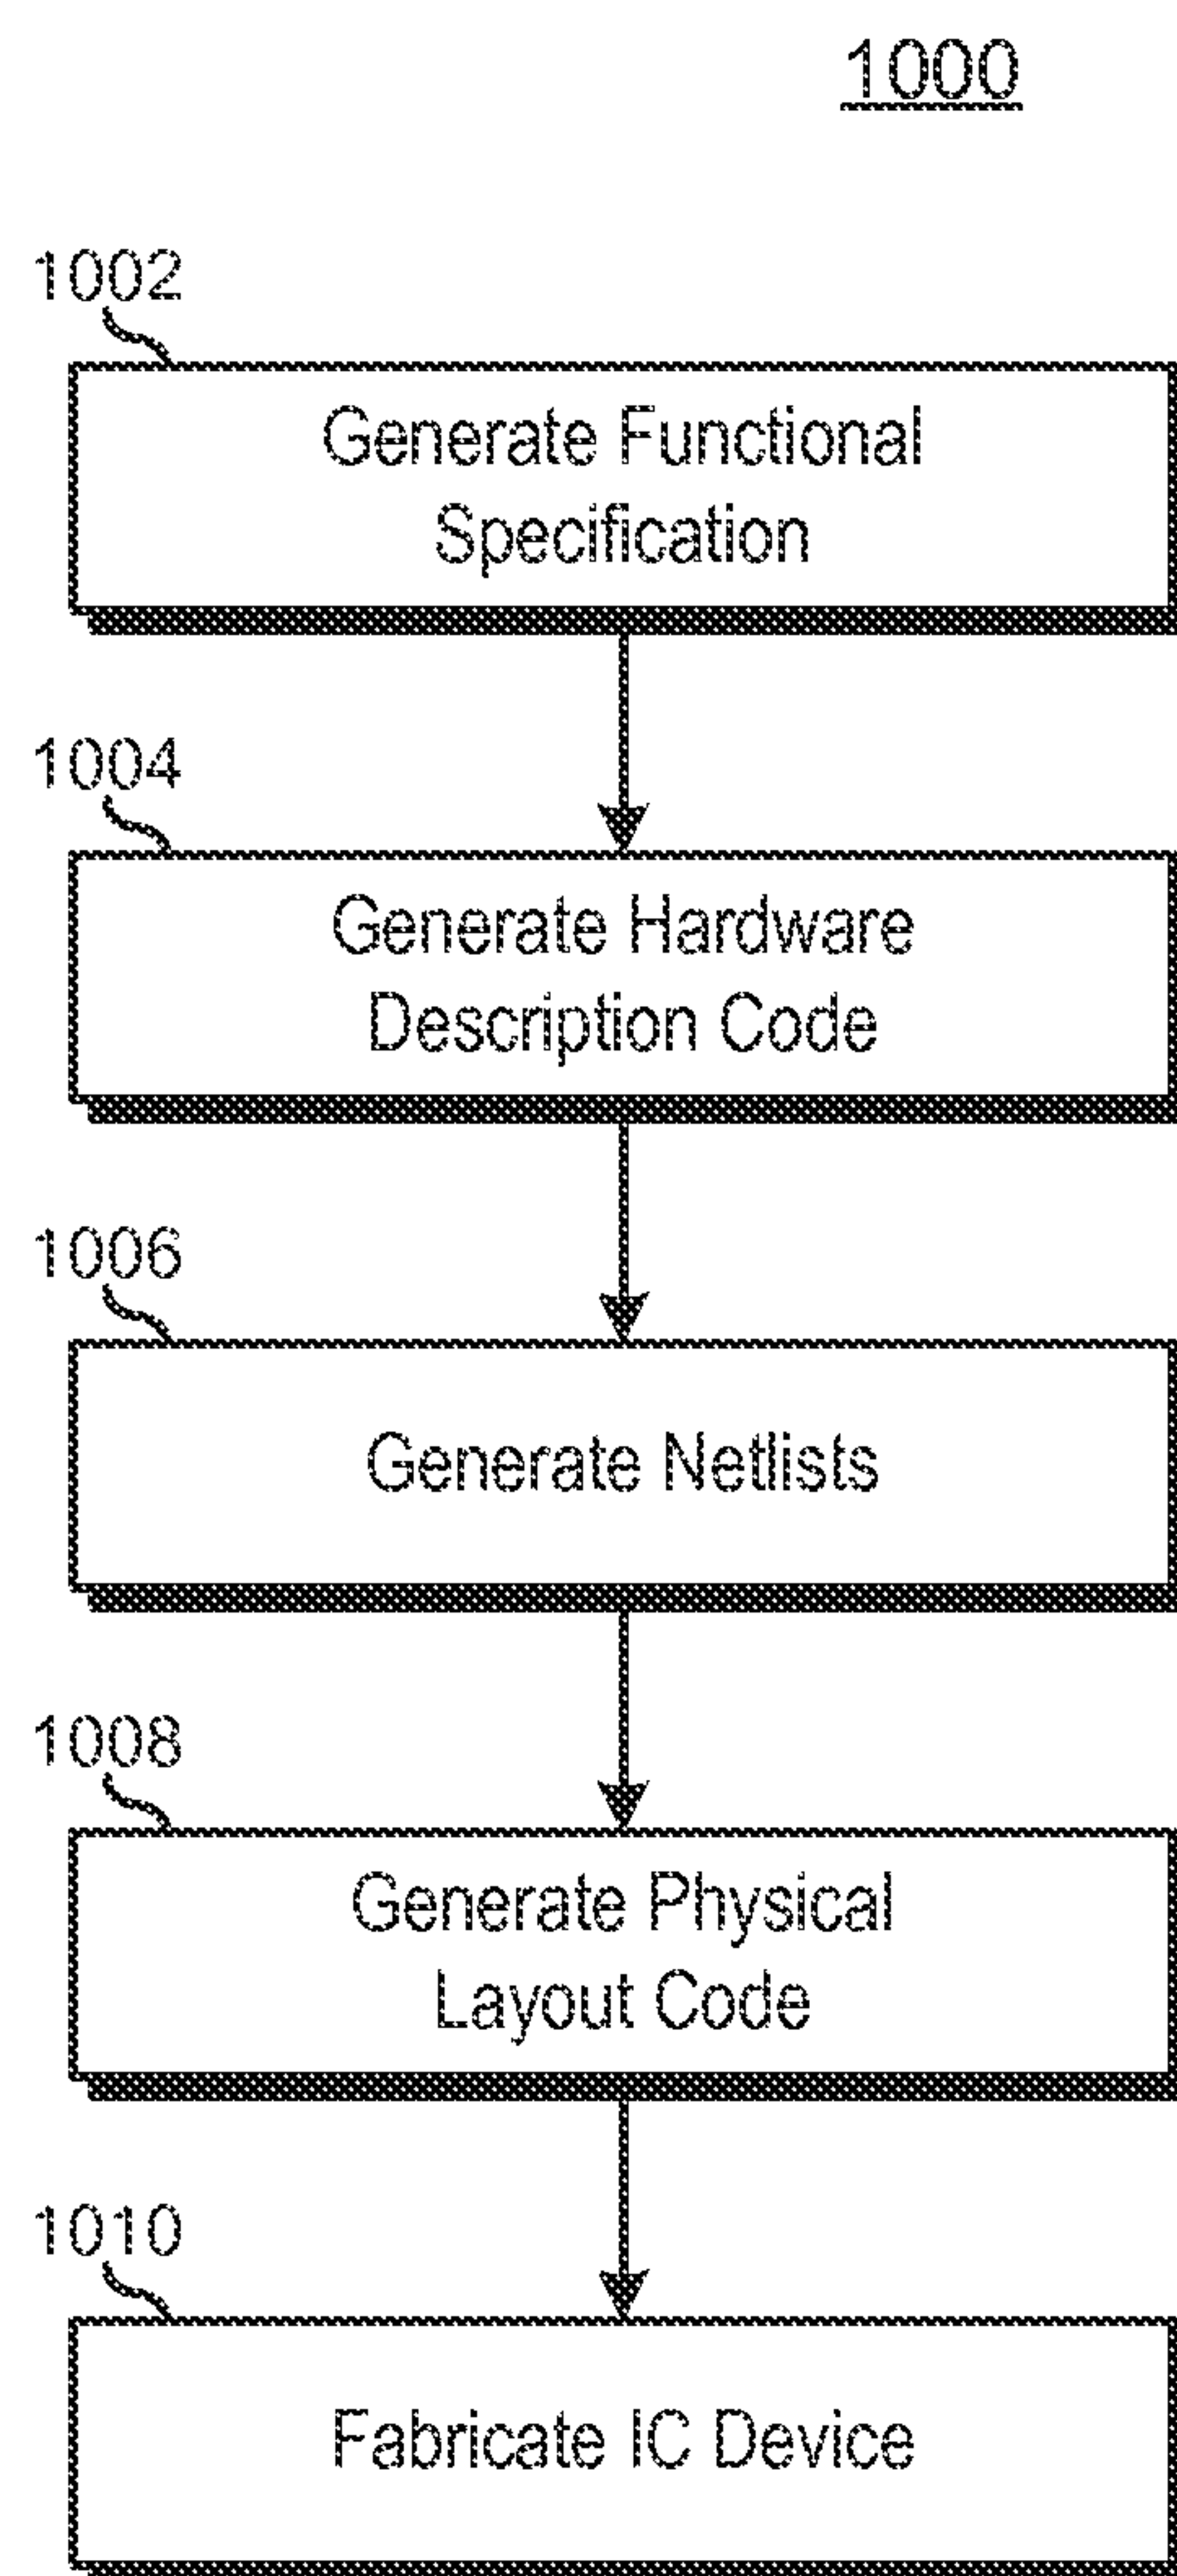 1000
1002
Generate Functional
Specification
1004
Generate Hardware
Description Code
1006
Generate Netlists
1008
Generate Physical
Layout Code
1010
Fabricate IC Device